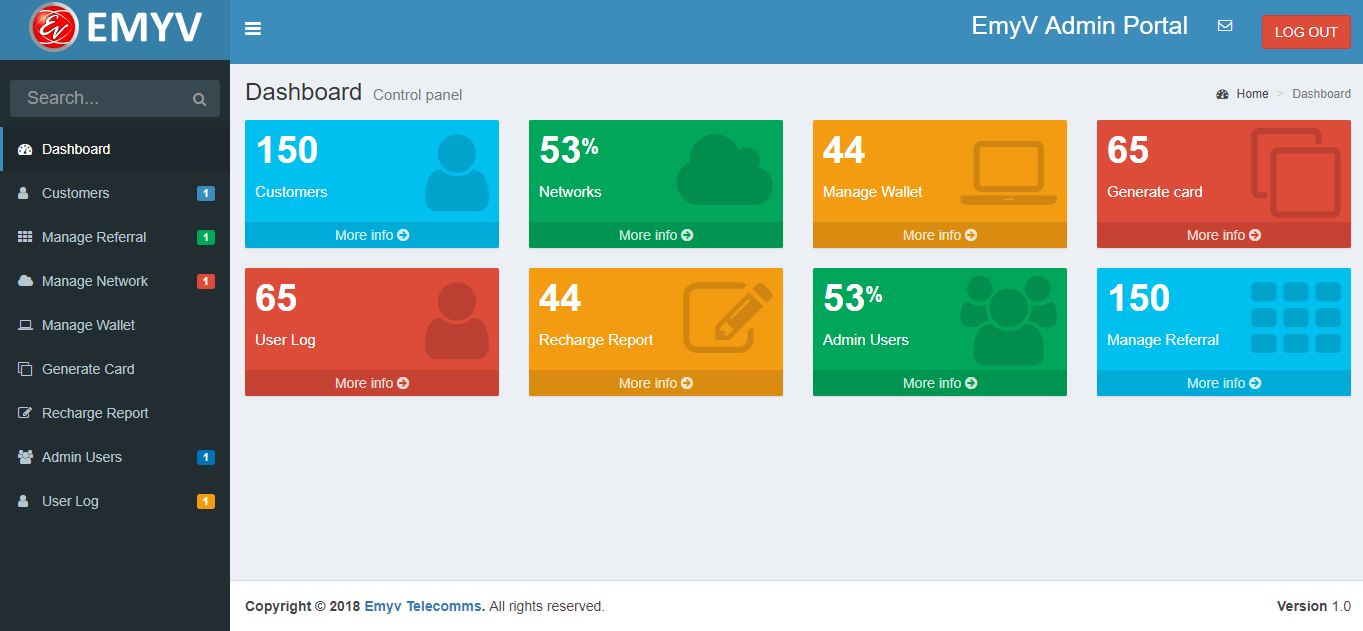 EV EMYV
EmyV Admin Portal
LOG OUT
Search...
Dashboard
Customers 1
Manage Referral 1
Manage Network 1
Manage Wallet
Generate Card
Recharge Report
Admin Users 1
User Log 1
Dashboard Control panel
Home > Dashboard
150
Customers
More info
53%
Networks
More info
44
Manage Wallet
More info
65
Generate card
More info
65
User Log
More info
44
Recharge Report
More info
53%
Admin Users
More info
150
Manage Referral
More info
Copyright © 2018 Emyv Telecomms. All rights reserved.
Version 1.0